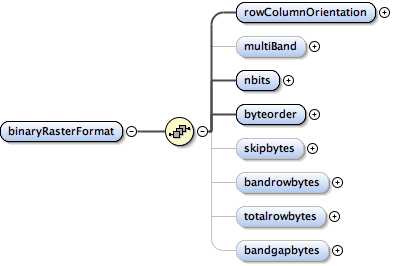 rowColumnOrientation
multiBand
nbits
binaryRasterFormat
byteorder
skipbytes
bandrowbytes
totalrowbytes
bandgapbytes